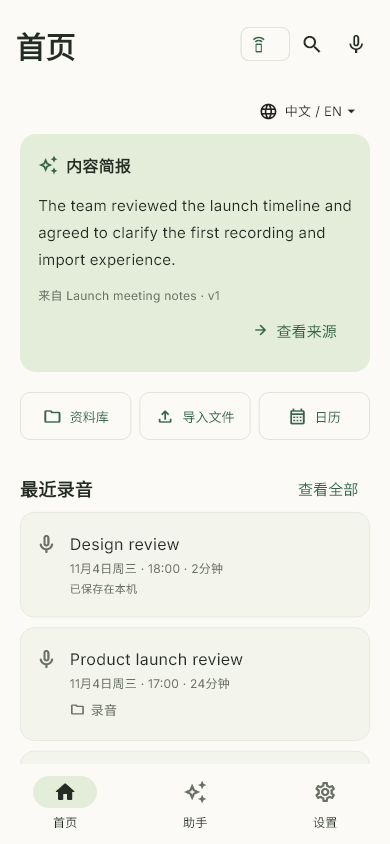 首页
中文 / EN
内容简报
The team reviewed the launch timeline and
agreed to clarify the first recording and
import experience.
来自 Launch meeting notes · v1
查看来源
资料库
导入文件
日历
最近录音
查看全部
Design review
11月4日周三 · 18:00 · 2分钟
已保存在本机
Product launch review
11月4日周三 · 17:00 · 24分钟
录音
首页
助手
设置